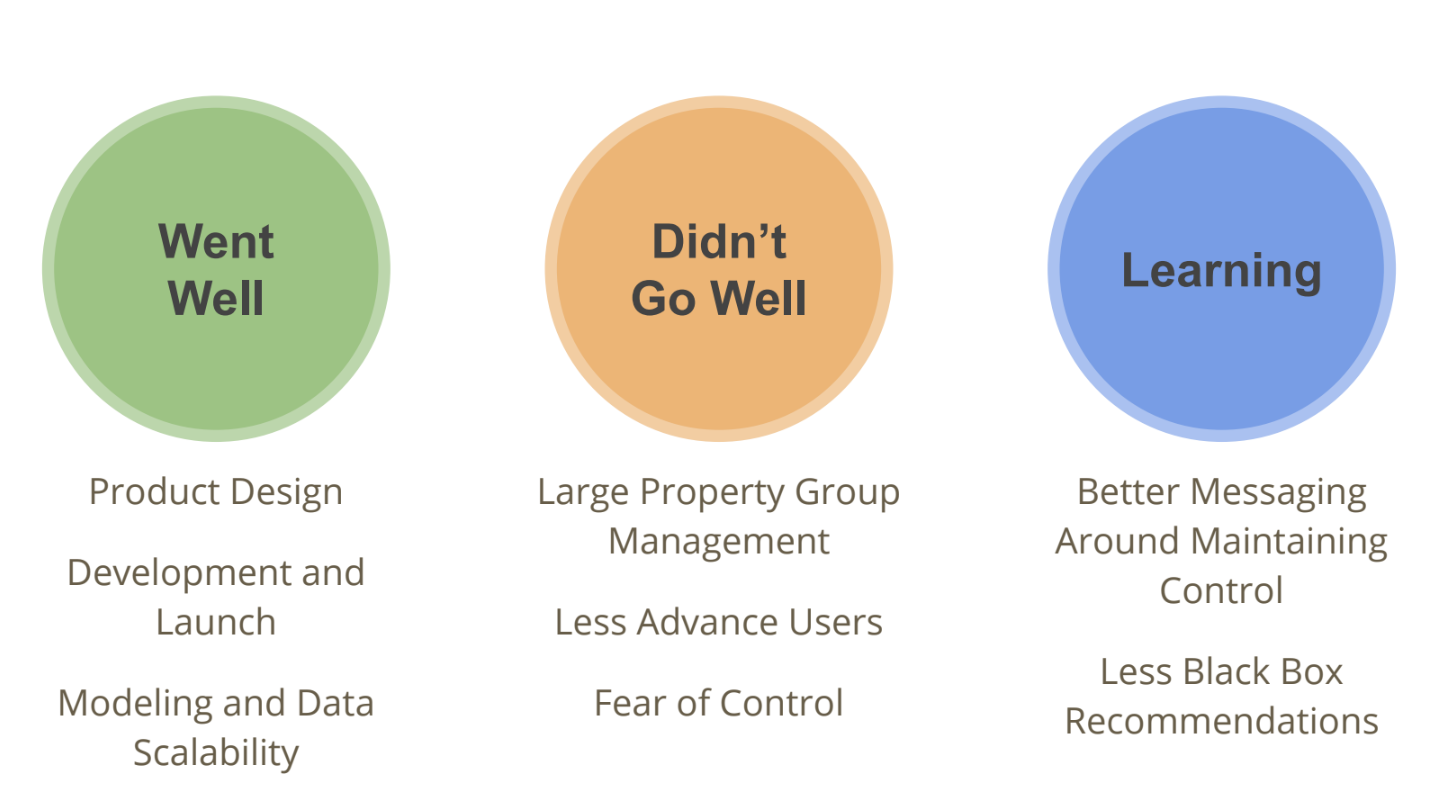 Went
Well
Product Design
Development and
Launch
Modeling and Data
Scalability
Didn’t
Go Well
Large Property Group
Management
Less Advance Users
Fear of Control
Learning
Better Messaging
Around Maintaining
Control
Less Black Box
Recommendations